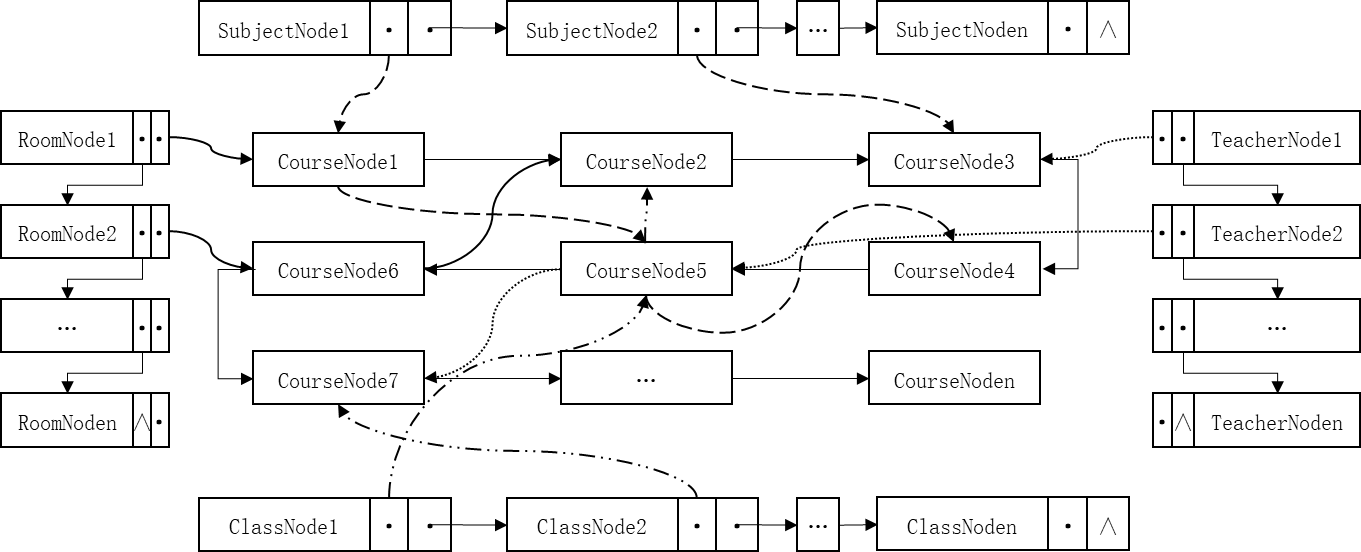 SubjectNode1 SubjectNode2 … SubjectNoden ∧
RoomNode1 CourseNode1 CourseNode2 CourseNode3 TeacherNode1
RoomNode2 TeacherNode2
CourseNode6 CourseNode5 CourseNode4
… …
CourseNode7 … CourseNoden
RoomNoden ∧ ∧ TeacherNoden
ClassNode1 ClassNode2 … ClassNoden ∧